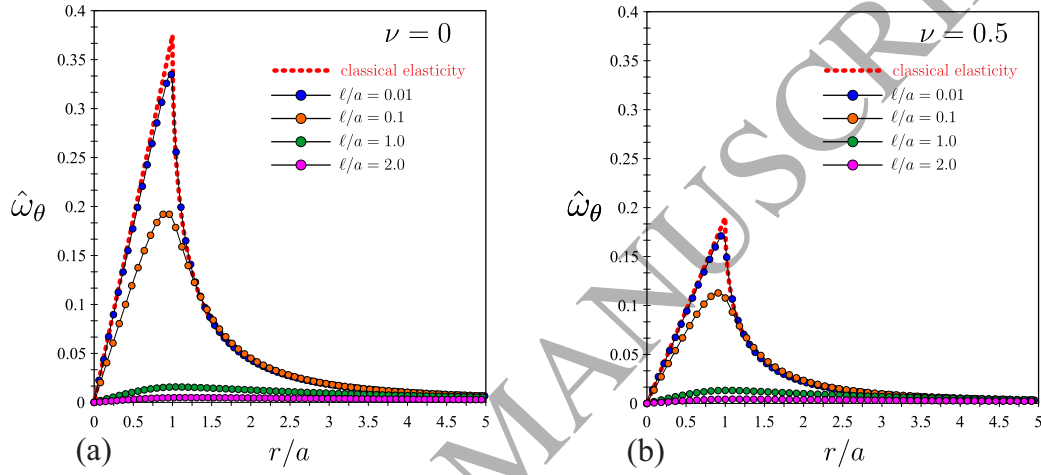 0.4
0.35
0.3
0.25
0.2
0.15
0.1
0.05
0
ω̂θ
ν = 0
classical elasticity
ℓ/a = 0.01
ℓ/a = 0.1
ℓ/a = 1.0
ℓ/a = 2.0
0 0.5 1 1.5 2 2.5 3 3.5 4 4.5 5
(a)
r/a
0.4
0.35
0.3
0.25
0.2
0.15
0.1
0.05
0
ω̂θ
ν = 0.5
classical elasticity
ℓ/a = 0.01
ℓ/a = 0.1
ℓ/a = 1.0
ℓ/a = 2.0
0 0.5 1 1.5 2 2.5 3 3.5 4 4.5 5
(b)
r/a
MANUSCRI